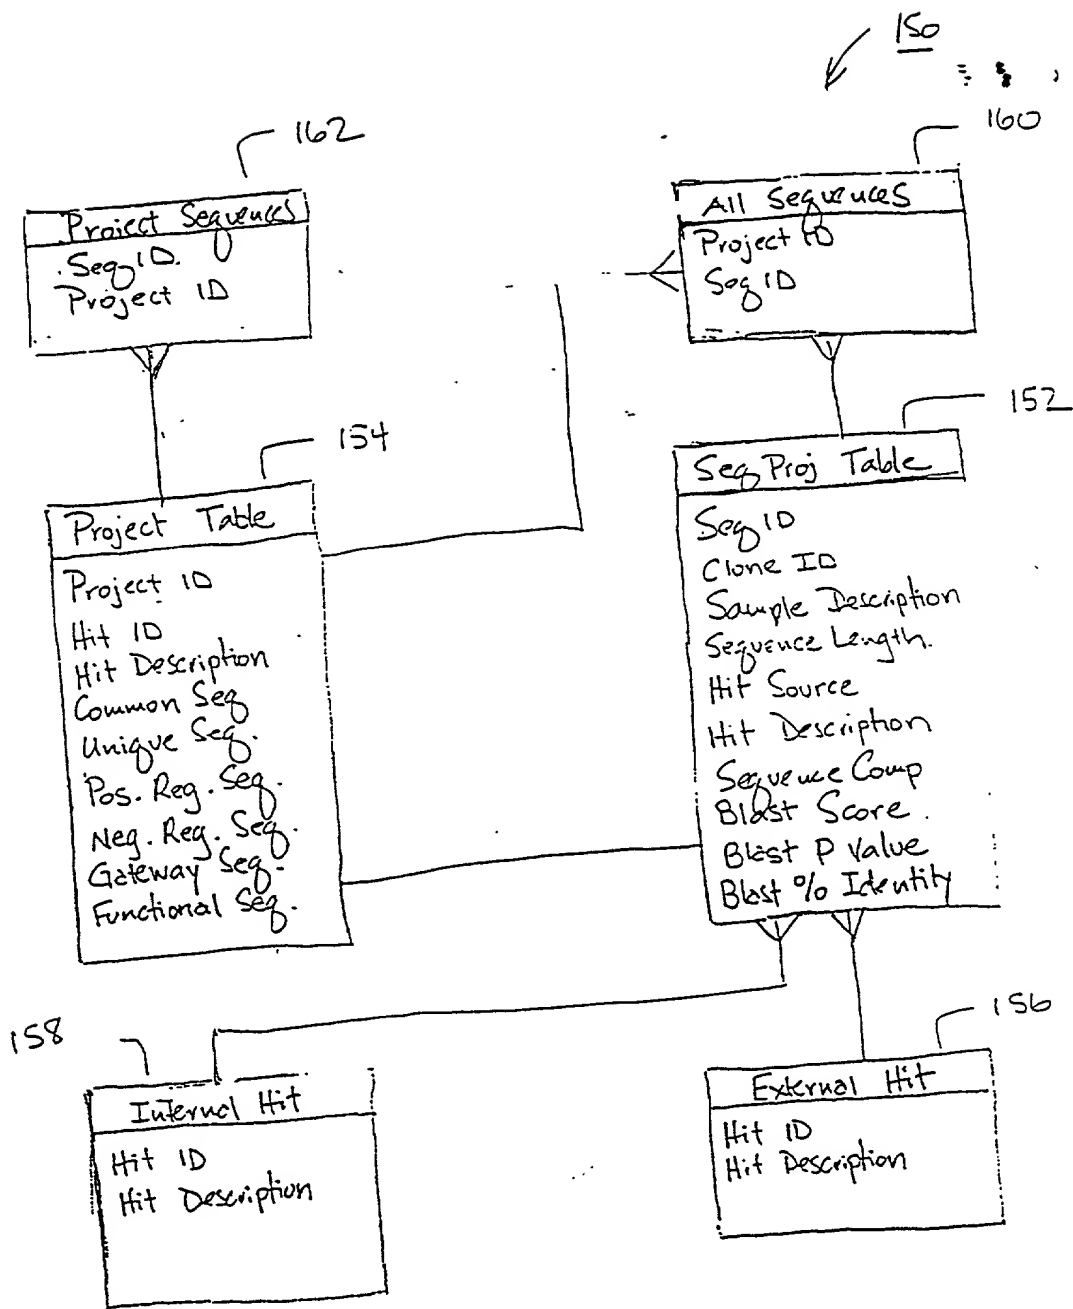 150
162
160
Project Sequences
Seq ID.
Project ID
All Sequences
Project ID
Seq ID
154
152
Project Table
Project ID
Hit ID
Hit Description
Common Seq
Unique Seq.
Pos. Reg. Seq.
Neg. Reg. Seq.
Gateway Seq.
Functional Seq.
Seq Proj Table
Seq ID
Clone ID
Sample Description
Sequence Length.
Hit Source
Hit Description
Sequence Comp
Blast Score
Blast P Value
Blast % Identity
158
156
Internal Hit
Hit ID
Hit Description
External Hit
Hit ID
Hit Description